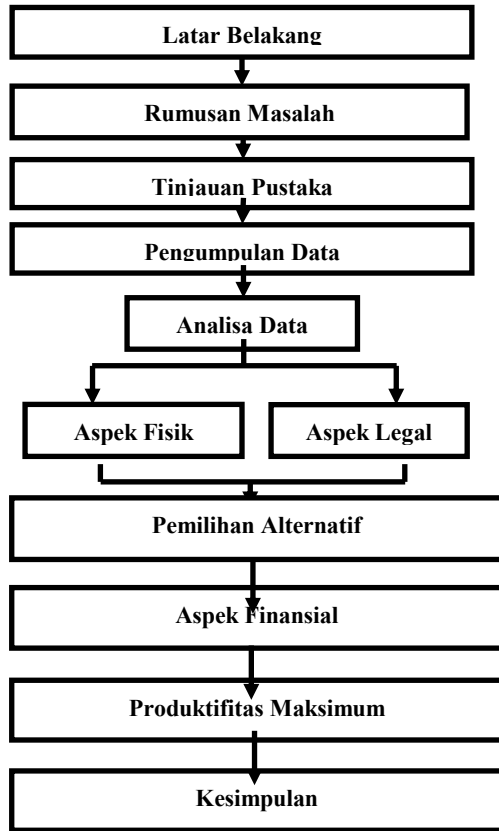 Latar Belakang
Rumusan Masalah
Tinjauan Pustaka
Pengumpulan Data
Analisa Data
Aspek Fisik
Aspek Legal
Pemilihan Alternatif
Aspek Finansial
Produktifitas Maksimum
Kesimpulan